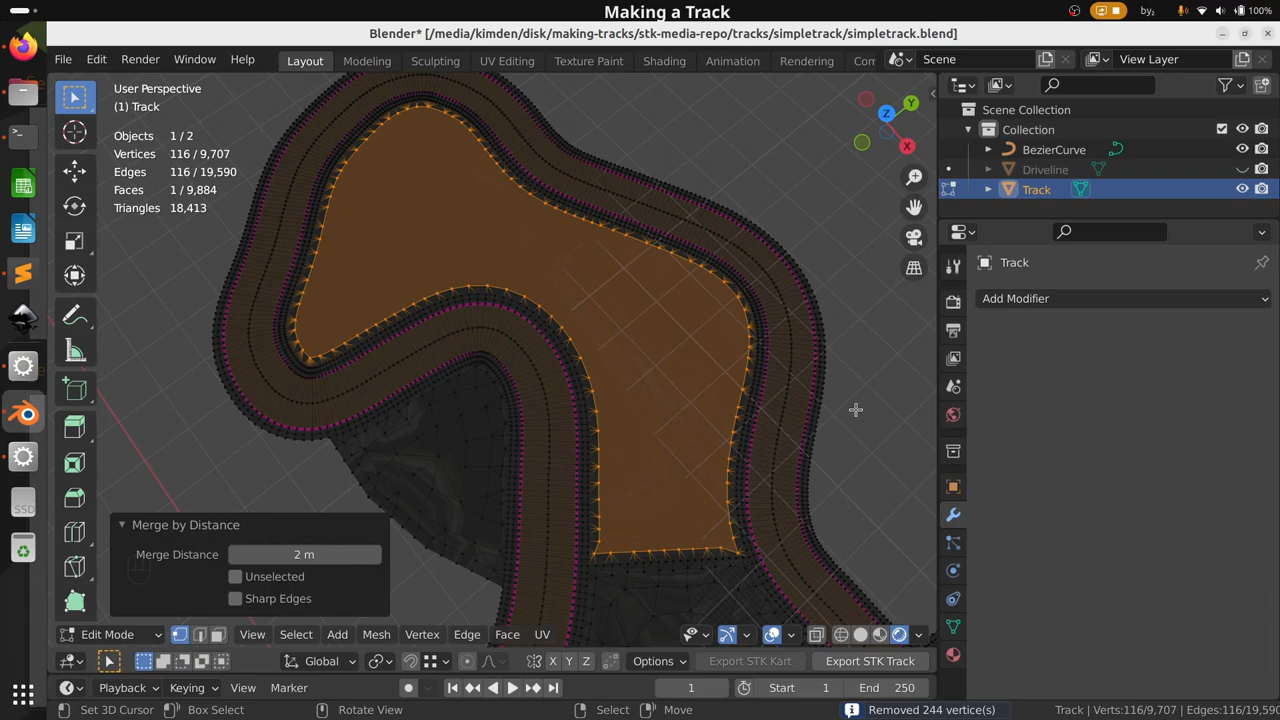 Making a Track
by₂
100%
Blender* [/media/kimden/disk/making-tracks/stk-media-repo/tracks/simpletrack/simpletrack.blend]
File Edit Render Window Help Layout Modeling Sculpting UV Editing Texture Paint Shading Animation Rendering Com Scene View Layer
User Perspective
(1) Track
Objects 1 / 2
Vertices 116 / 9,707
Edges 116 / 19,590
Faces 1 / 9,884
Triangles 18,413
Z Y X
Scene Collection
Collection
BezierCurve
Driveline
Track
Track
Add Modifier
Merge by Distance
Merge Distance 2 m
Unselected
Sharp Edges
SSD
Edit Mode View Select Add Mesh Vertex Edge Face UV
Global X Y Z Options Export STK Kart Export STK Track
Playback Keying View Marker 1 Start 1 End 250
Set 3D Cursor Box Select Rotate View Select Move Removed 244 vertice(s) Track | Verts:116/9,707 | Edges:116/19,590